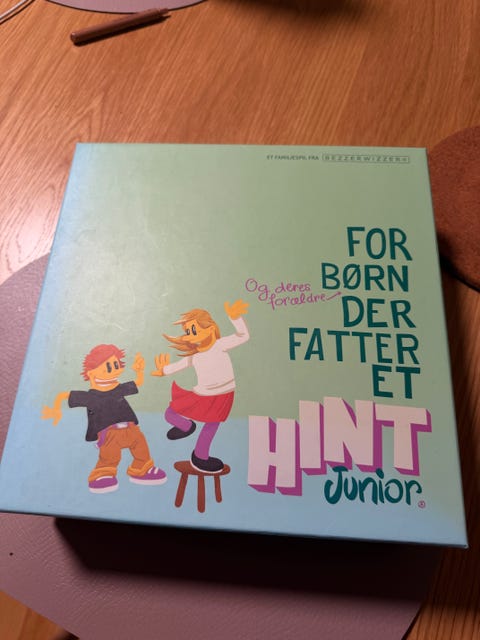 ET FAMILIESPIL FRA BEZZERWIZZER®
FOR
BØRN
Og deres
forældre
DER
FATTER
ET
HINT
Junior®